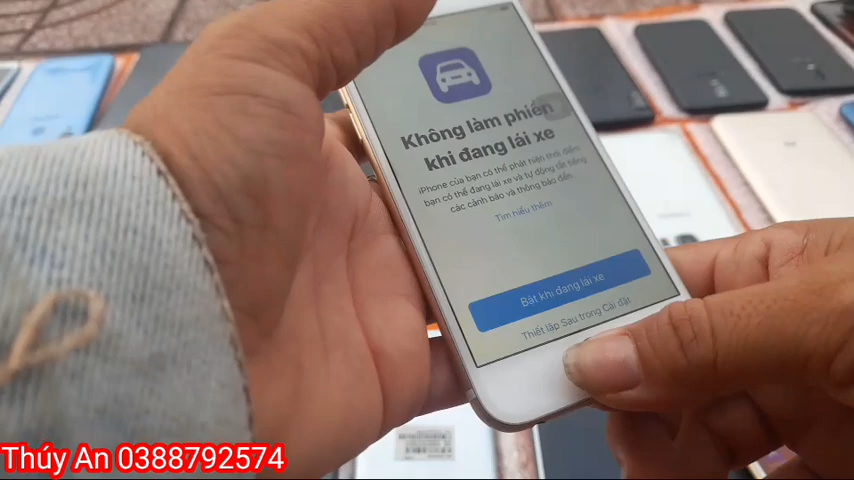 Không làm phiền
khi đang lái xe
iPhone của bạn có thể phát hiện thời điểm
bạn có thể đang lái xe và tự động tắt tiếng
các cảnh báo và thông báo đến.
Tìm hiểu thêm
Bật khi đang lái xe
Thiết lập Sau trong Cài đặt
Thúy An 0388792574